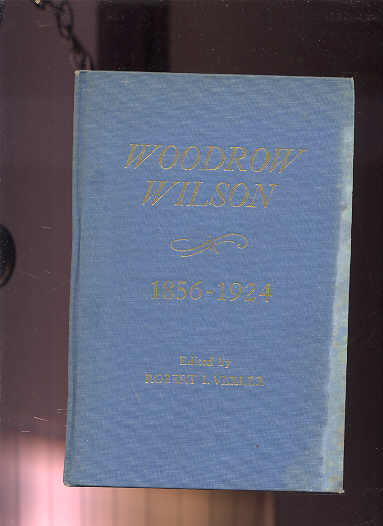 WOODROW
WILSON
1856-1924
Edited by
ROBERT I. VEXLER